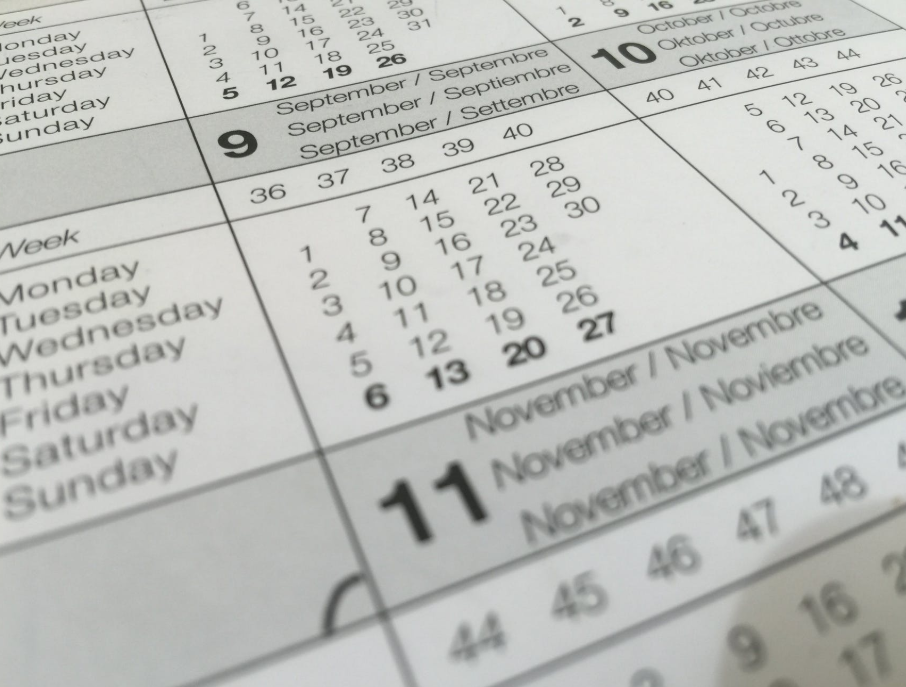 Week
Monday 6
Tuesday 7 14
Wednesday 1 8 15 22 29
Thursday 2 9 16 23 30
Friday 3 10 17 24 31
Saturday 4 11 18 25
Sunday 5 12 19 26
1
2 9 16
9
September / Septembre
September / Septiembre
September / Settembre
10
October / Octobre
Oktober / Octubre
Oktober / Ottobre
Week 36 37 38 39 40
Monday 7 14 21 28
Tuesday 1 8 15 22 29
Wednesday 2 9 16 23 30
Thursday 3 10 17 24
Friday 4 11 18 25
Saturday 5 12 19 26
Sunday 6 13 20 27
40 41 42 43 44
5 12 19 26
6 13 20
7 14 21
1 8 15
2 9 16
3 10
4 11
11
November / Novembre
November / Noviembre
November / Novembre
44 45 46 47 48
9 16
17